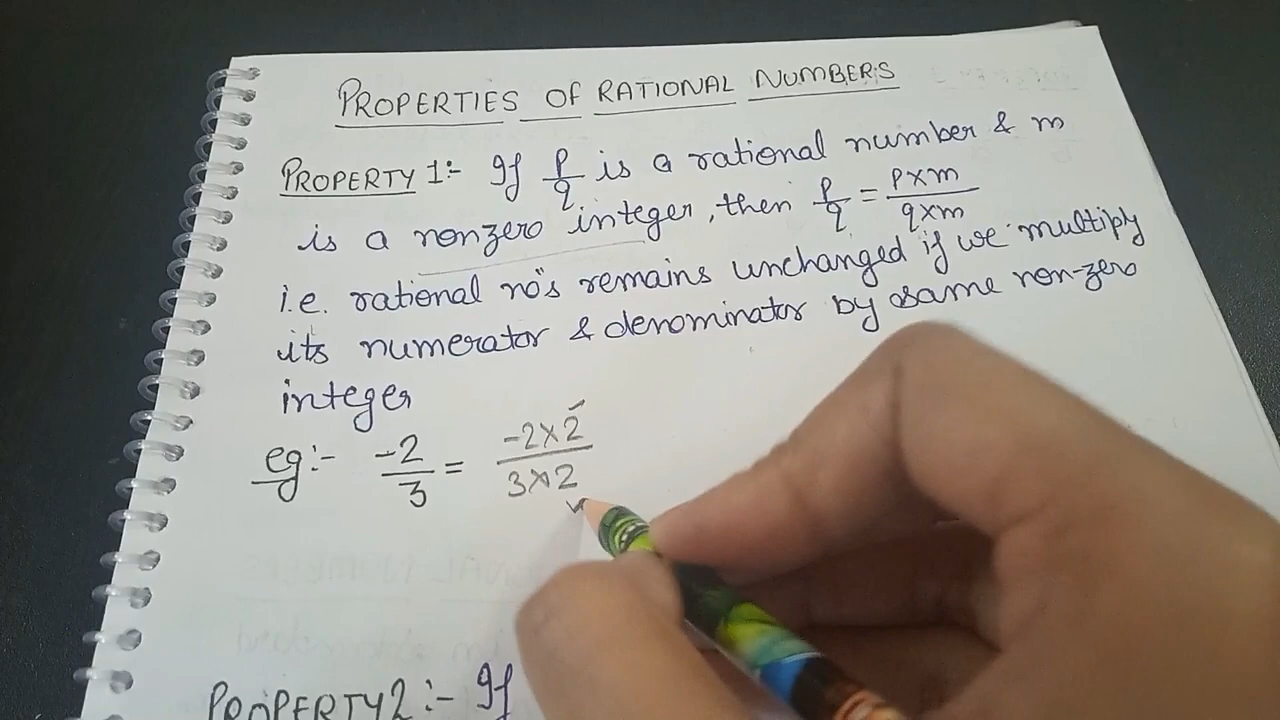 PROPERTIES OF RATIONAL NUMBERS
PROPERTY 1:- If p/q is a rational number & m
is a nonzero integer, then p/q = p×m/q×m
i.e. rational no's remains unchanged if we multiply
its numerator & denominator by same non-zero
integer
eg:- -2/3 = -2×2/3×2
PROPERTY 2:- If